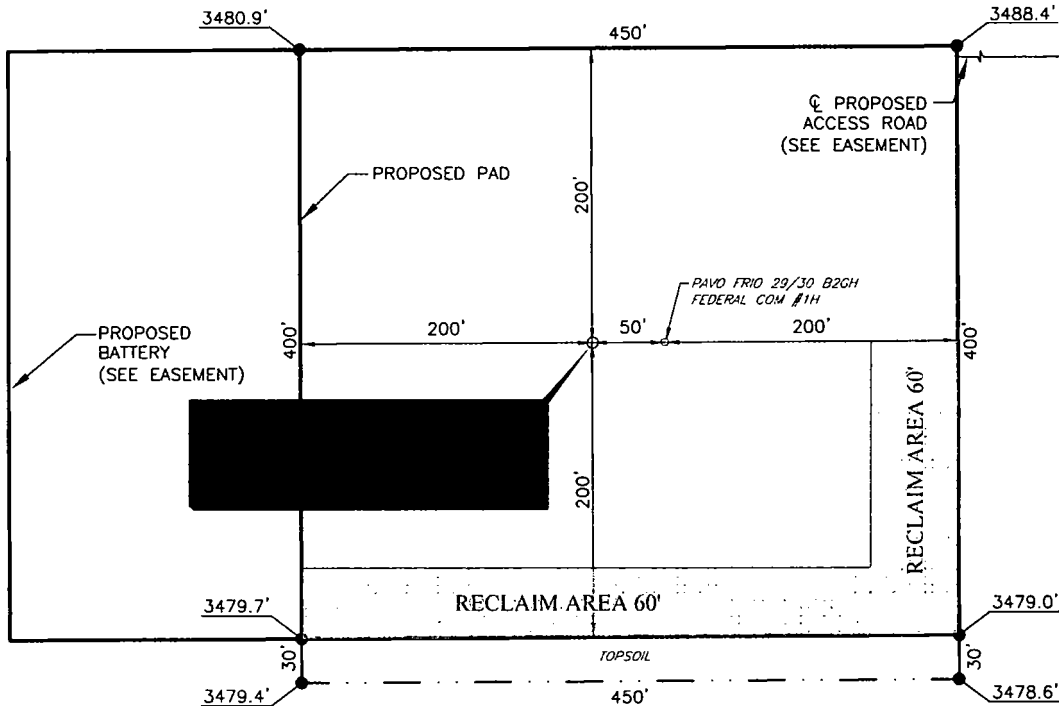 3480.9'
3488.4'
450'
℄ PROPOSED
ACCESS ROAD
(SEE EASEMENT)
PROPOSED PAD
200'
PAVO FRIO 29/30 B2GH
FEDERAL COM #1H
PROPOSED
BATTERY
(SEE EASEMENT)
400'
200'
50'
200'
400'
200'
RECLAIM AREA 60'
RECLAIM AREA 60'
3479.7'
3479.0'
30'
TOPSOIL
30'
3479.4'
450'
3478.6'